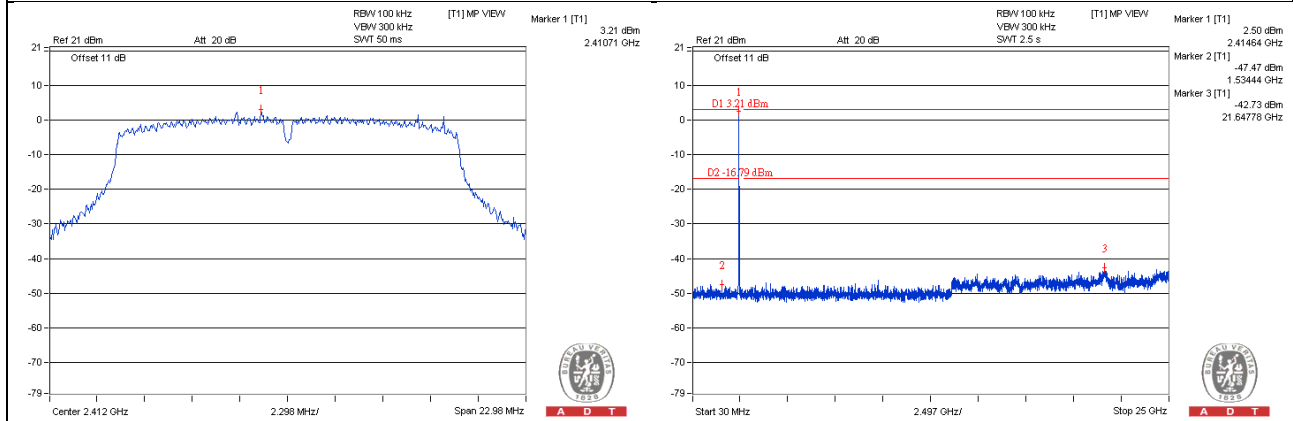 RBW 100 kHz [T1] MP VIEW
VBW 300 kHz
Ref 21 dBm Att 20 dB SWT 50 ms
Marker 1 [T1]
3.21 dBm
2.41071 GHz
21
Offset 11 dB
10
0
-10
-20
-30
-40
-50
-60
-70
-79
1
Center 2.412 GHz 2.298 MHz/ Span 22.98 MHz
BUREAU VERITAS
1828
A D T
RBW 100 kHz [T1] MP VIEW
VBW 300 kHz
Ref 21 dBm Att 20 dB SWT 2.5 s
Marker 1 [T1]
2.50 dBm
2.41464 GHz
Marker 2 [T1]
-47.47 dBm
1.53444 GHz
Marker 3 [T1]
-42.73 dBm
21.64778 GHz
21
Offset 11 dB
10
0
-10
-20
-30
-40
-50
-60
-70
-79
1
D1 3.21 dBm
D2 -16.79 dBm
2
3
Start 30 MHz 2.497 GHz/ Stop 25 GHz
BUREAU VERITAS
1828
A D T